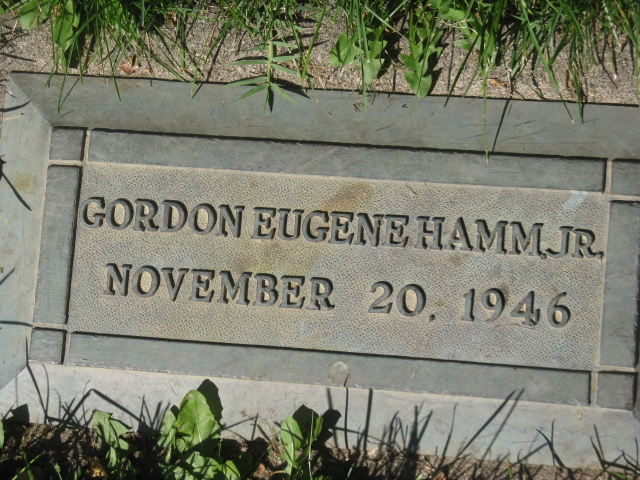 GORDON EUGENE HAMM, JR.
NOVEMBER 20, 1946